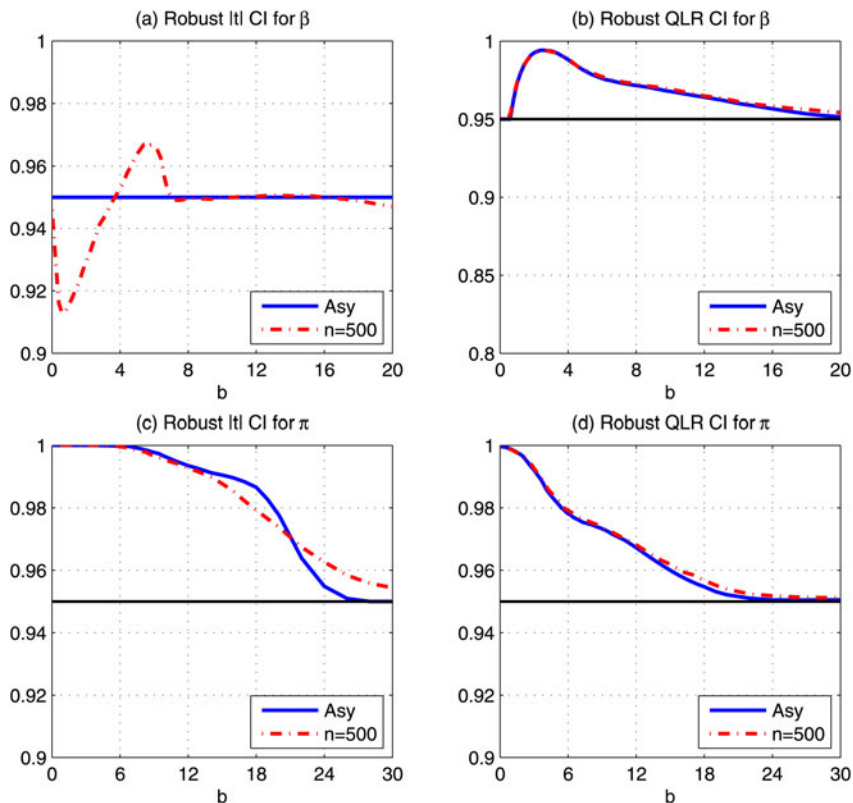 (a) Robust |t| CI for β
1
0.98
0.96
0.94
0.92
0.9
0 4 8 12 16 20
b
Asy
n=500
(b) Robust QLR CI for β
1
0.95
0.9
0.85
0.8
0 4 8 12 16 20
b
Asy
n=500
(c) Robust |t| CI for π
1
0.98
0.96
0.94
0.92
0.9
0 6 12 18 24 30
b
Asy
n=500
(d) Robust QLR CI for π
1
0.98
0.96
0.94
0.92
0.9
0 6 12 18 24 30
b
Asy
n=500